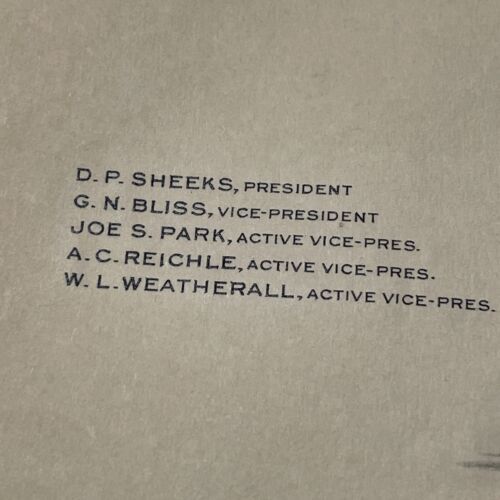 D. P. SHEEKS, PRESIDENT
G. N. BLISS, VICE-PRESIDENT
JOE S. PARK, ACTIVE VICE-PRES.
A. C. REICHLE, ACTIVE VICE-PRES.
W. L. WEATHERALL, ACTIVE VICE-PRES.